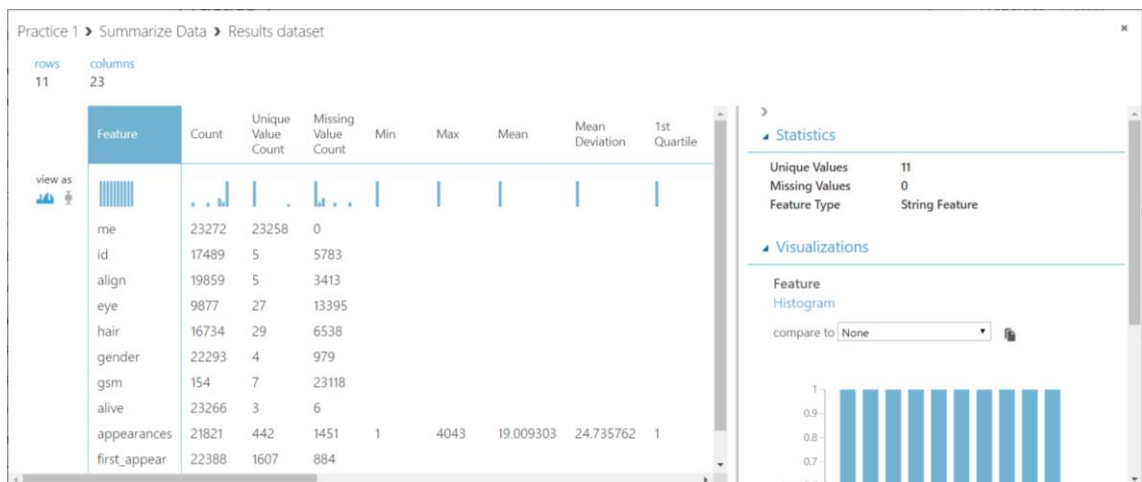 Practice 1 > Summarize Data > Results dataset
rows columns
11 23
Feature Count Unique Value Count Missing Value Count Min Max Mean Mean Deviation 1st Quartile
view as
me 23272 23258 0
id 17489 5 5783
align 19859 5 3413
eye 9877 27 13395
hair 16734 29 6538
gender 22293 4 979
gsm 154 7 23118
alive 23266 3 6
appearances 21821 442 1451 1 4043 19.009303 24.735762 1
first_appear 22388 1607 884
Statistics
Unique Values 11
Missing Values 0
Feature Type String Feature
Visualizations
Feature
Histogram
compare to None
1
0.9
0.8
0.7